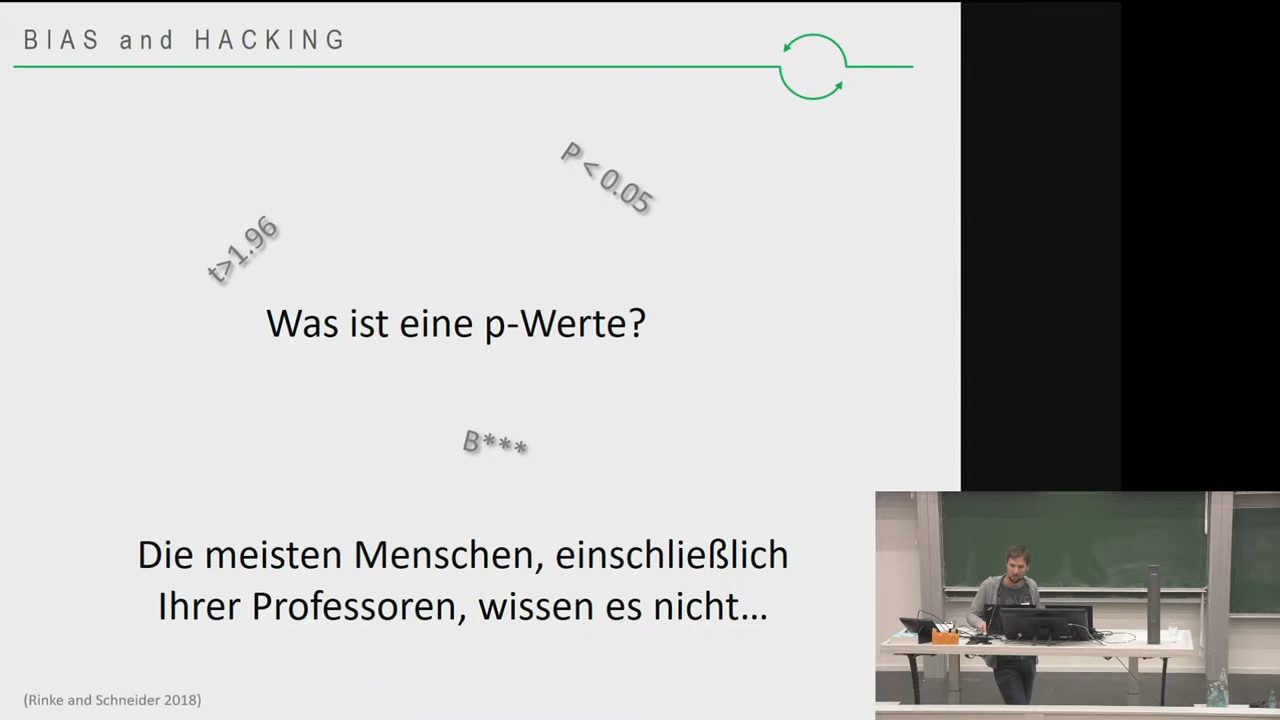 BIAS and HACKING
P < 0.05
t>1.96
Was ist eine p-Werte?
B***
Die meisten Menschen, einschließlich
Ihrer Professoren, wissen es nicht...
(Rinke and Schneider 2018)